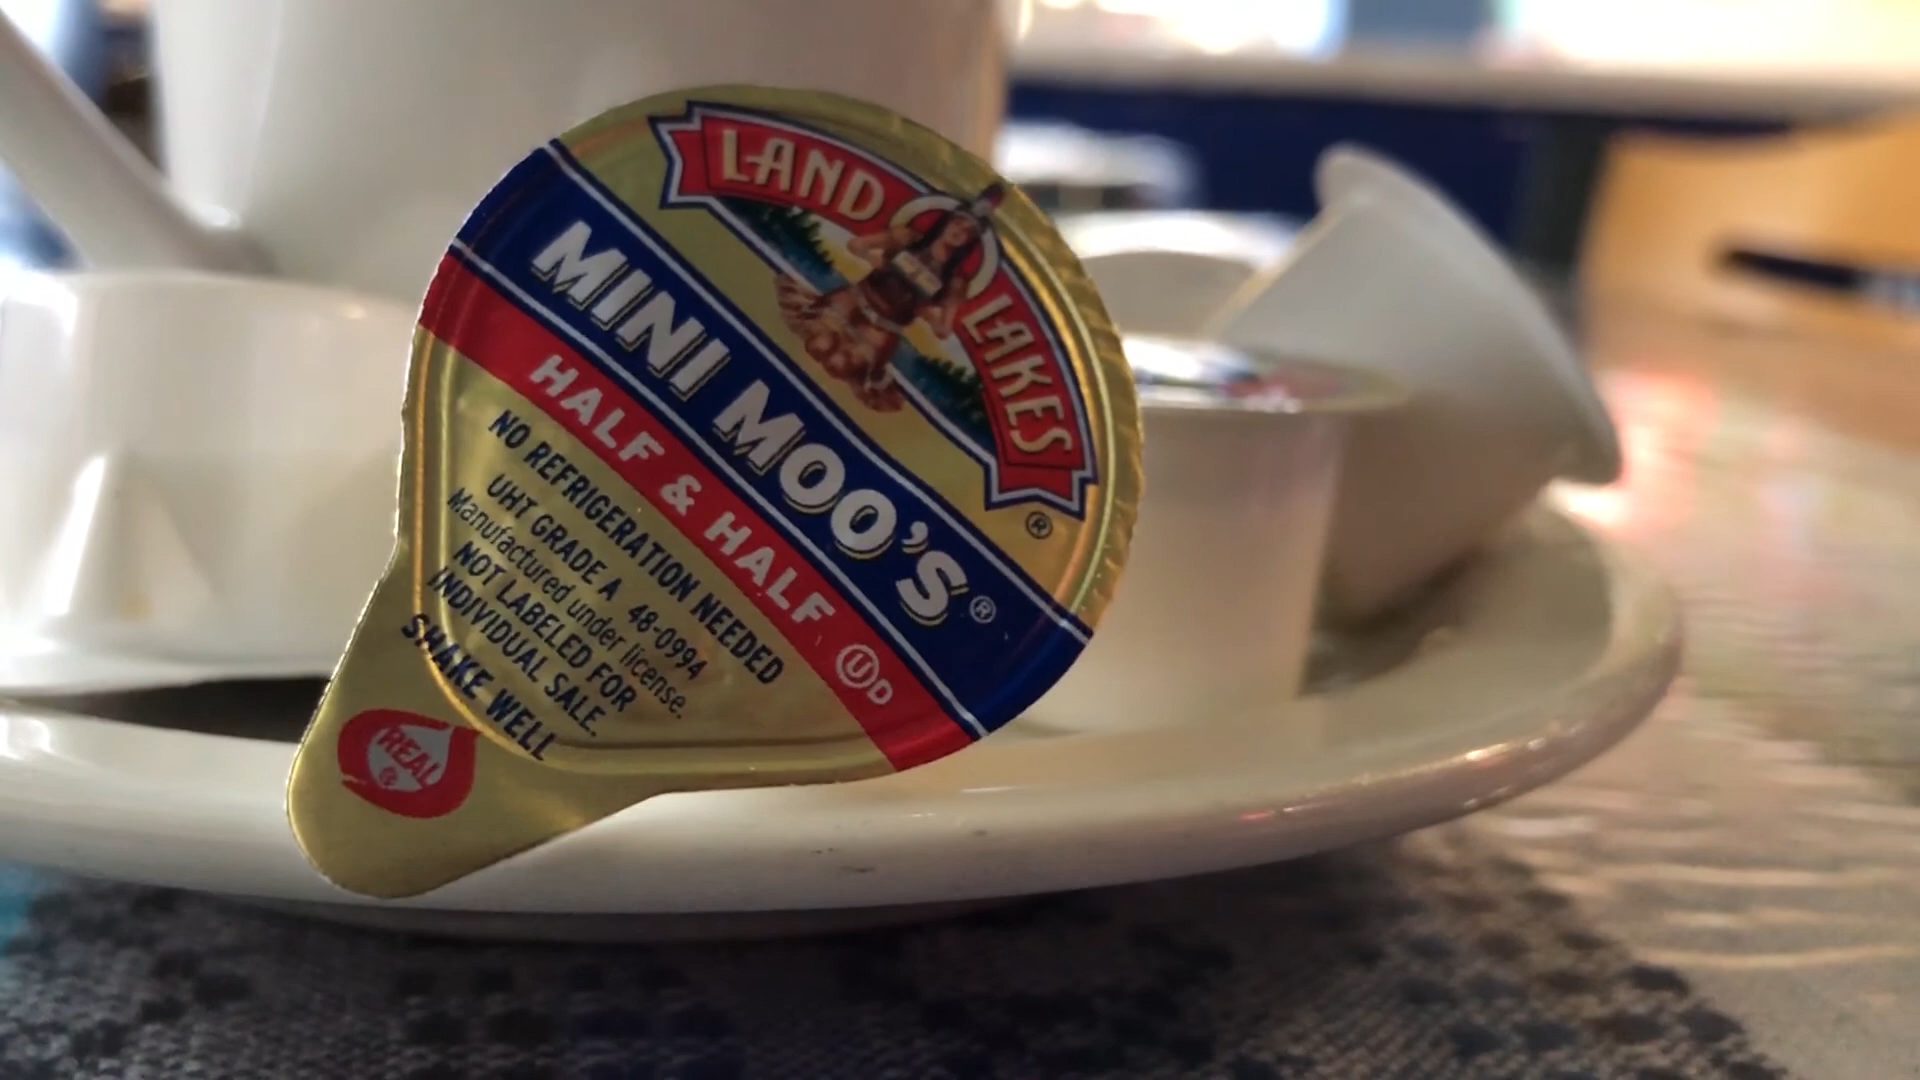 LAND O LAKES ®
MINI MOO'S®
HALF & HALF Ⓤ D
NO REFRIGERATION NEEDED
UHT GRADE A 48-0994
Manufactured under license.
NOT LABELED FOR
INDIVIDUAL SALE.
SHAKE WELL
REAL ®